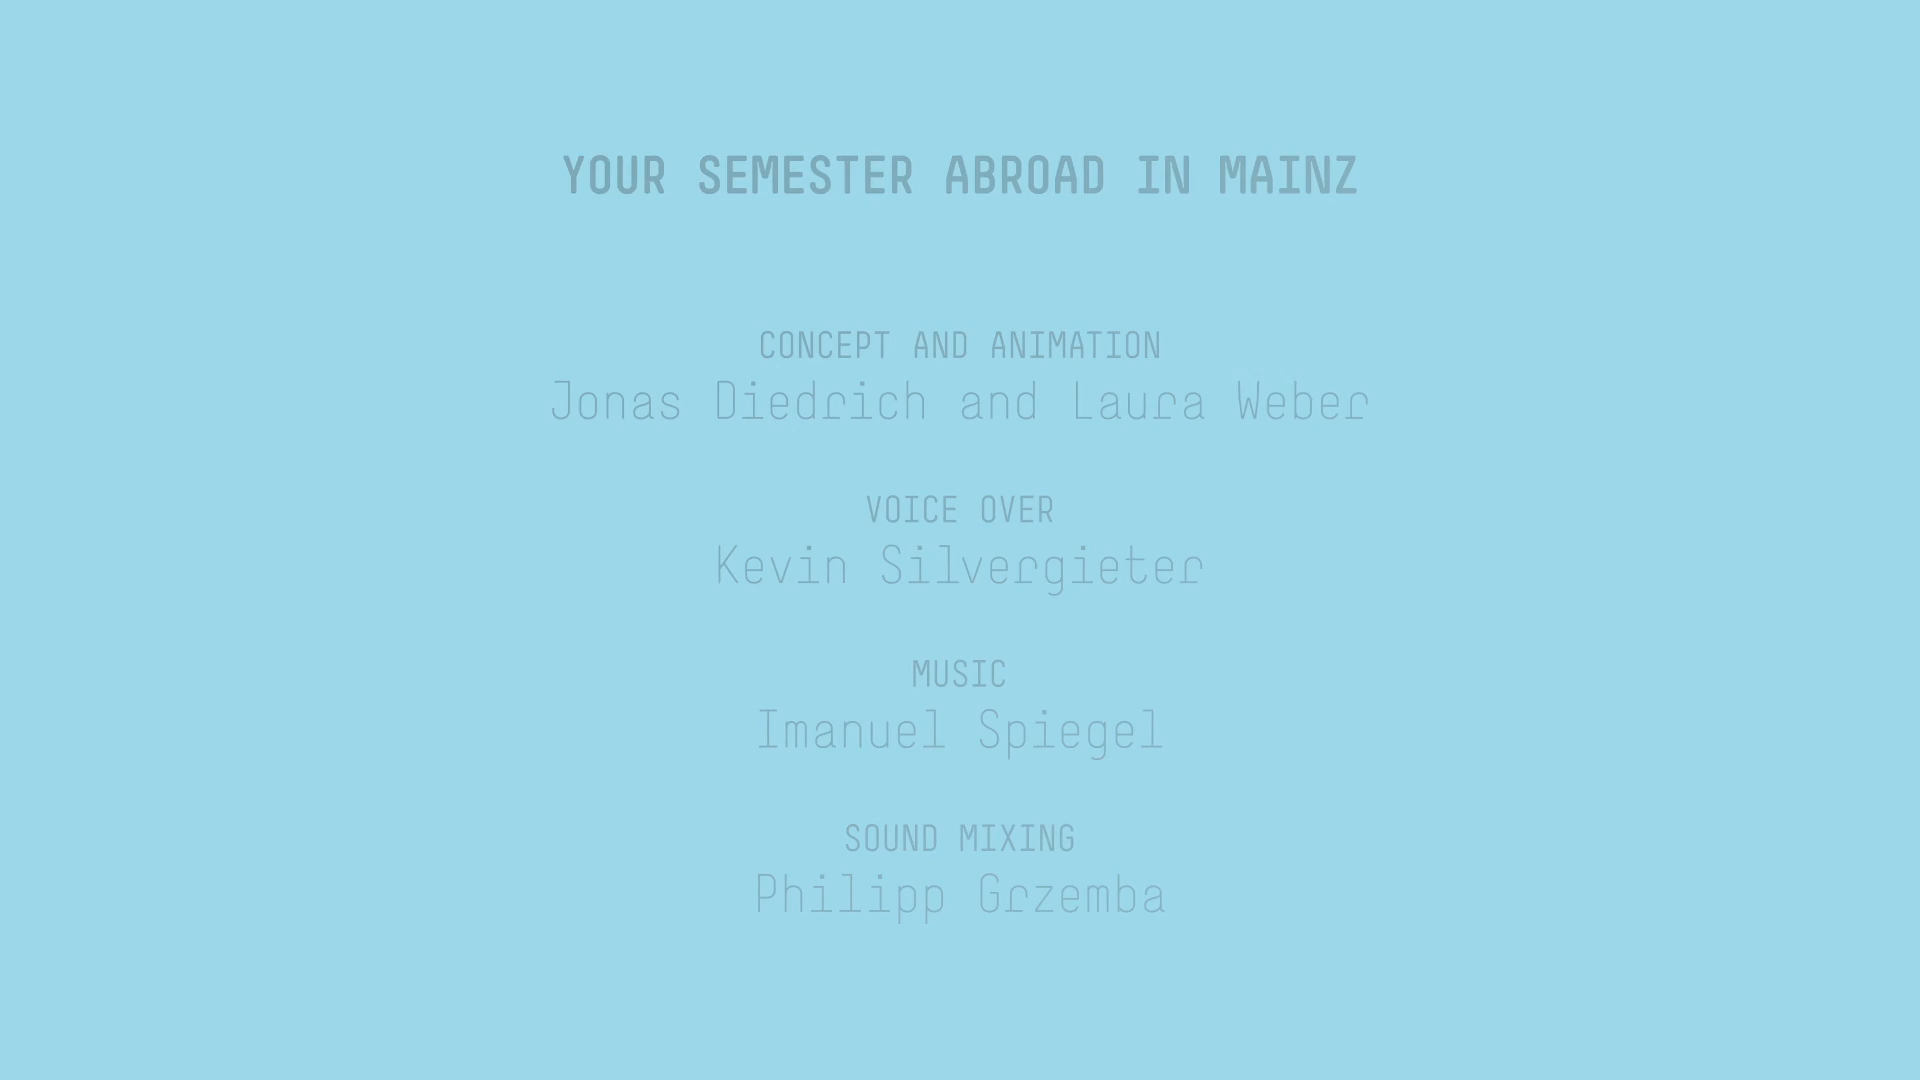 YOUR SEMESTER ABROAD IN MAINZ
CONCEPT AND ANIMATION
Jonas Diedrich and Laura Weber
VOICE OVER
Kevin Silvergieter
MUSIC
Imanuel Spiegel
SOUND MIXING
Philipp Grzemba